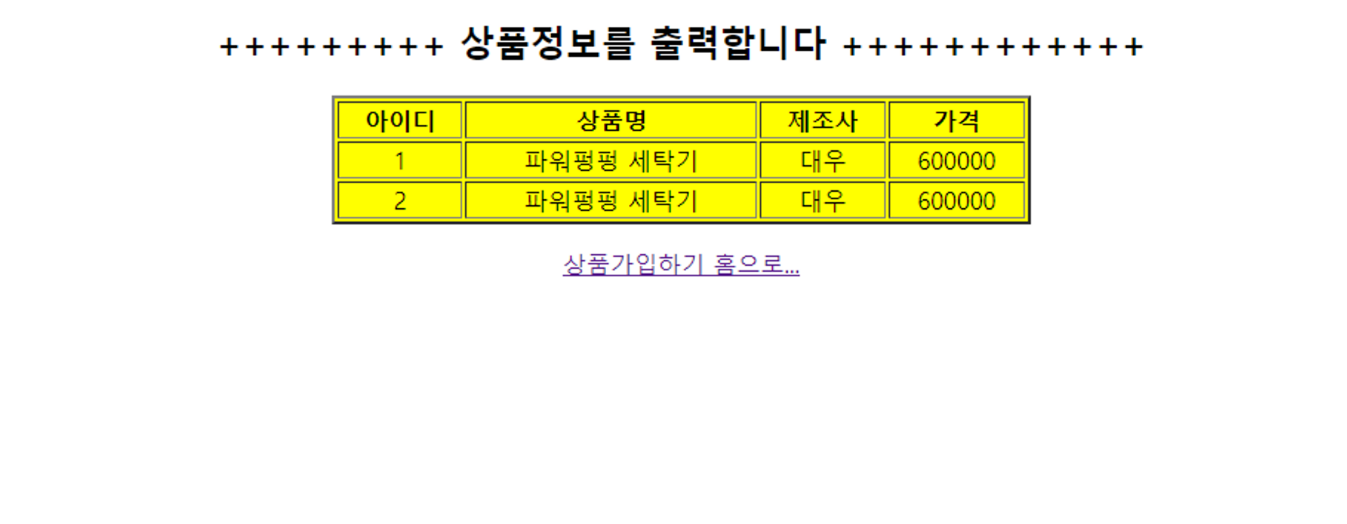 +++++++++ 상품정보를 출력합니다 ++++++++++++
아이디 상품명 제조사 가격
1 파워펑펑 세탁기 대우 600000
2 파워펑펑 세탁기 대우 600000
상품가입하기 홈으로...